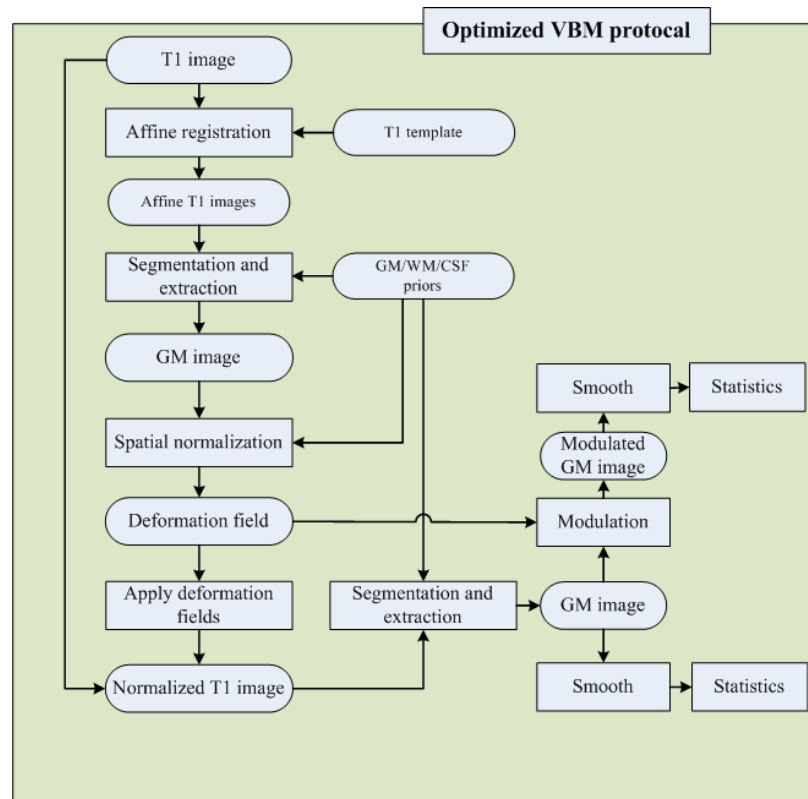 Optimized VBM protocal
T1 image
Affine registration
T1 template
Affine T1 images
Segmentation and
extraction
GM/WM/CSF
priors
GM image
Spatial normalization
Deformation field
Apply deformation
fields
Normalized T1 image
Segmentation and
extraction
GM image
Modulation
Modulated
GM image
Smooth
Statistics
Smooth
Statistics